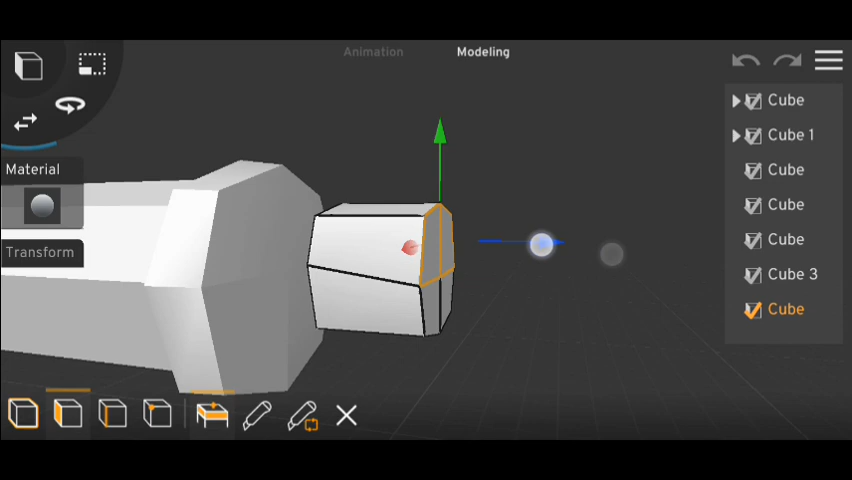 Animation
Modeling
Material
Transform
Cube
Cube 1
Cube
Cube
Cube
Cube 3
Cube